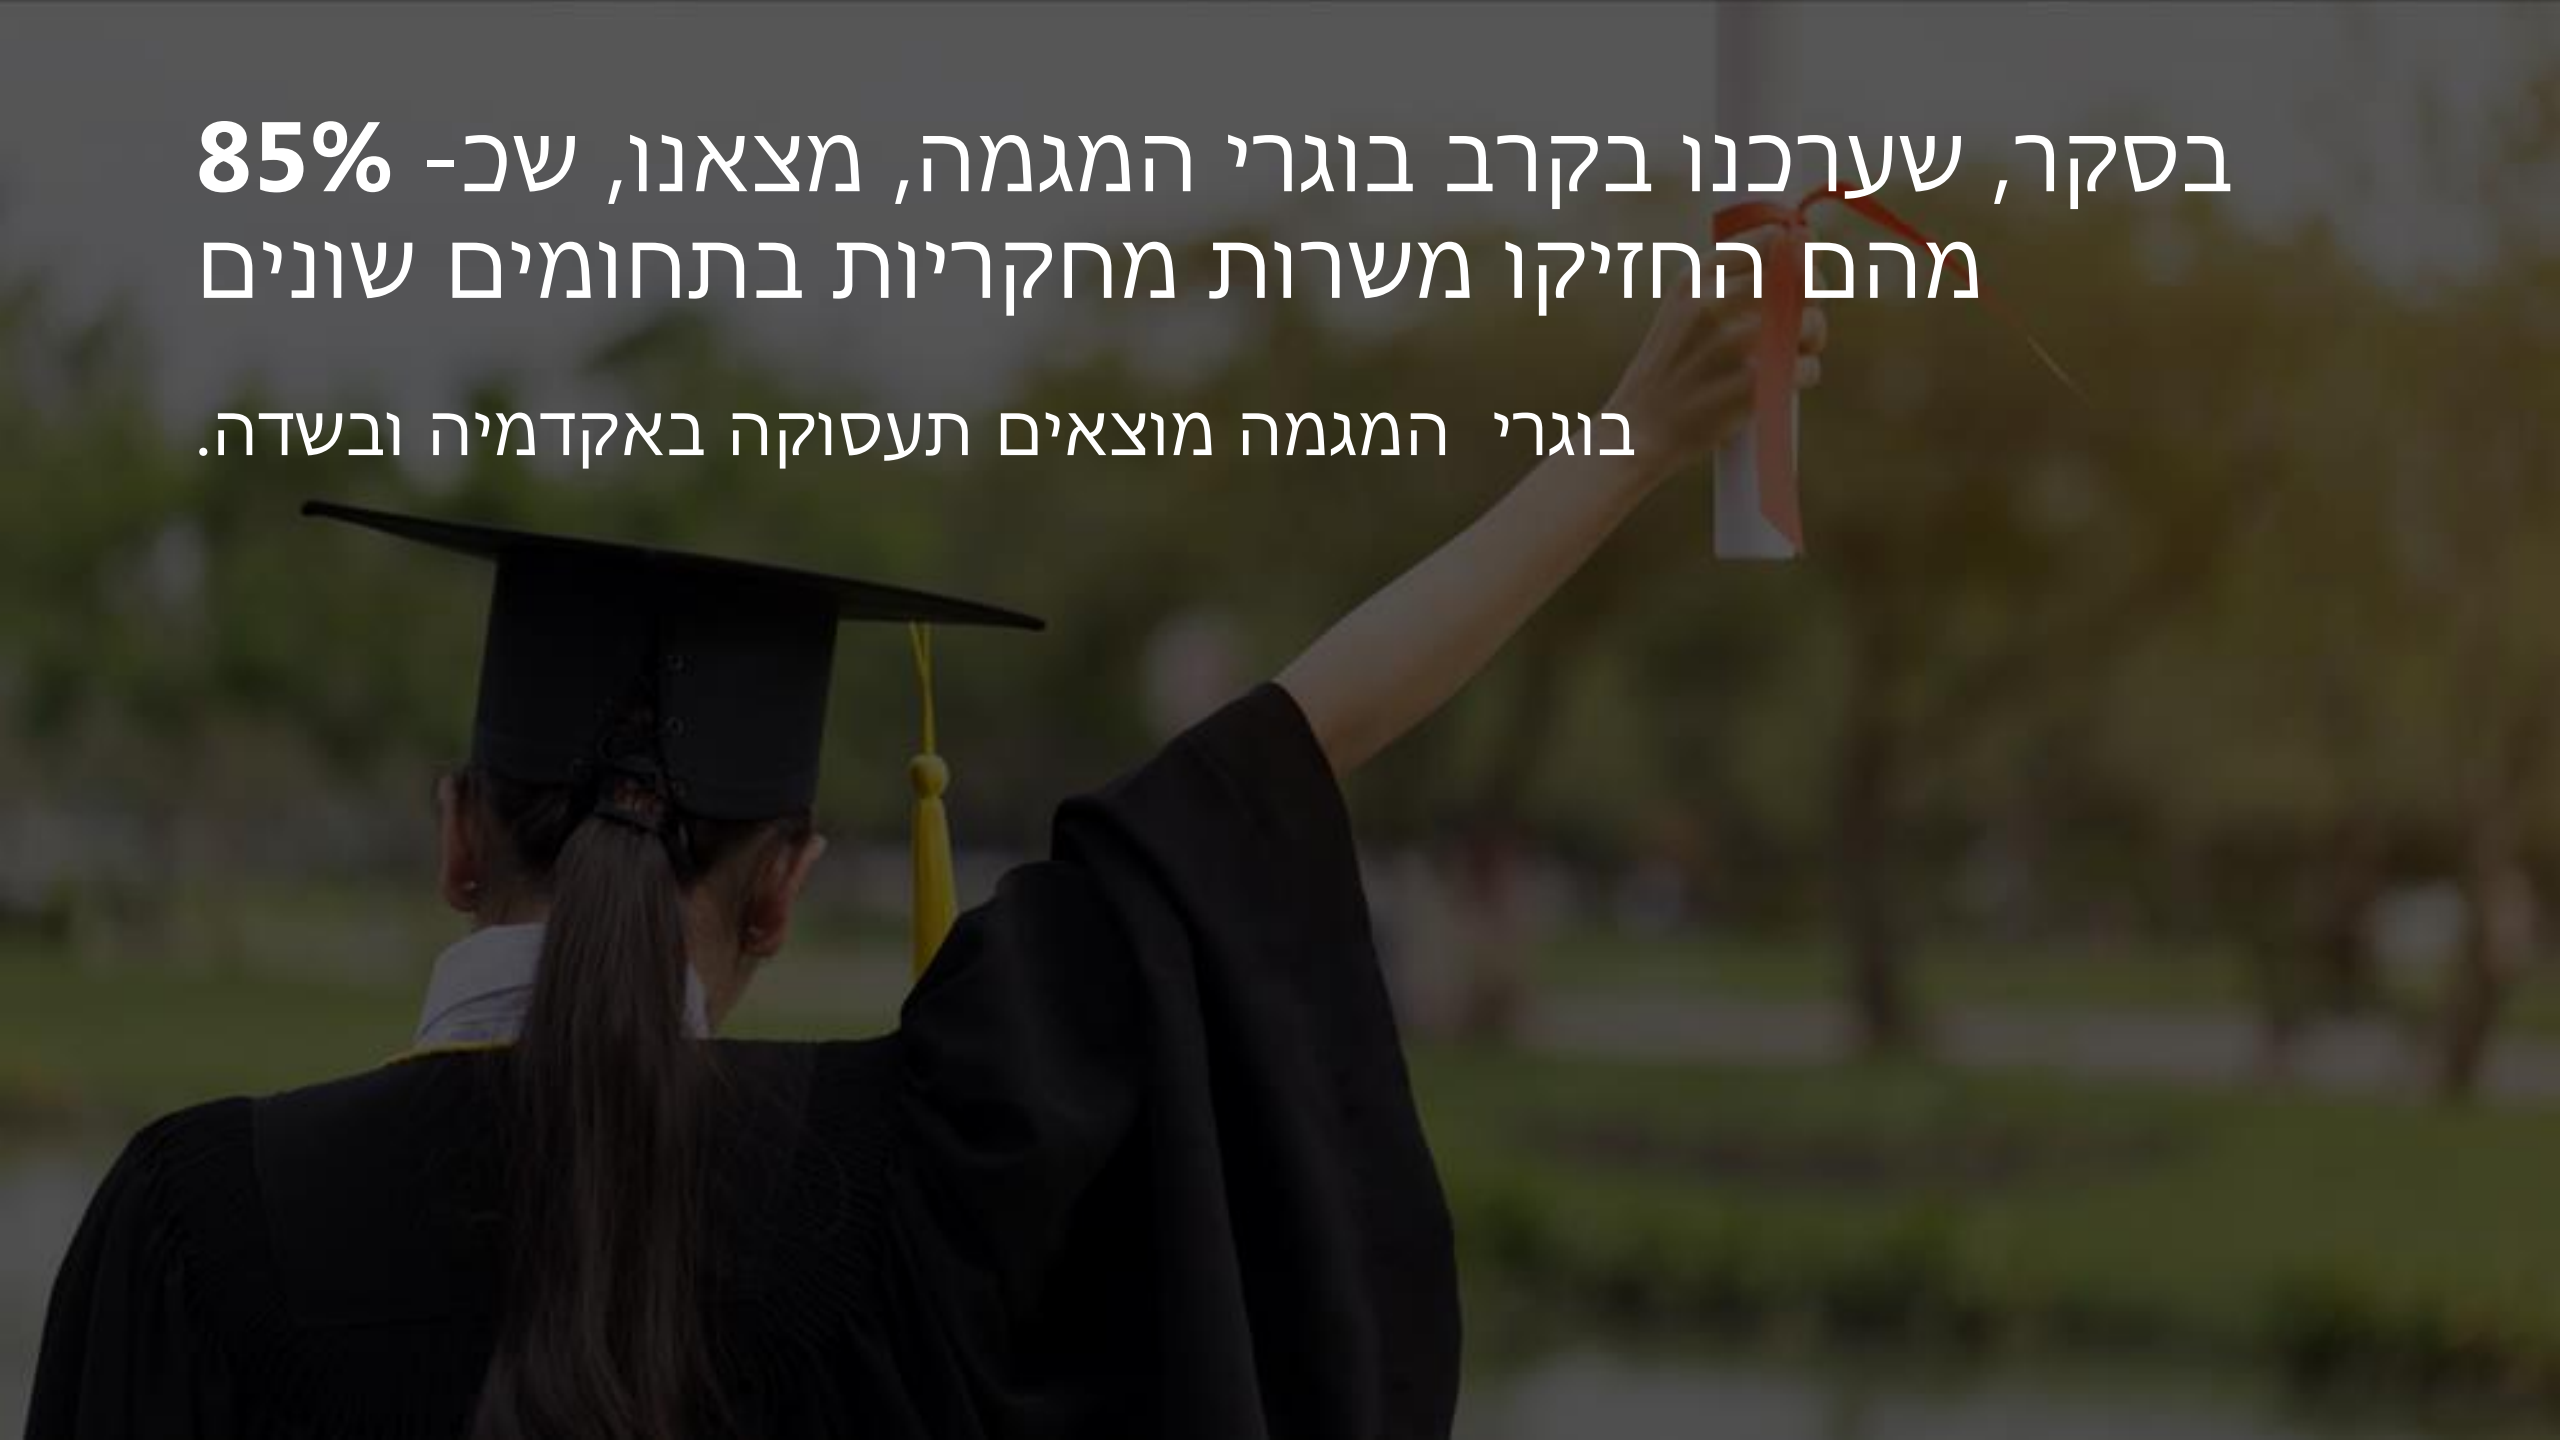 בסקר, שערכנו בקרב בוגרי המגמה, מצאנו, שכ- 85%
מהם החזיקו משרות מחקריות בתחומים שונים
בוגרי  המגמה מוצאים תעסוקה באקדמיה ובשדה.